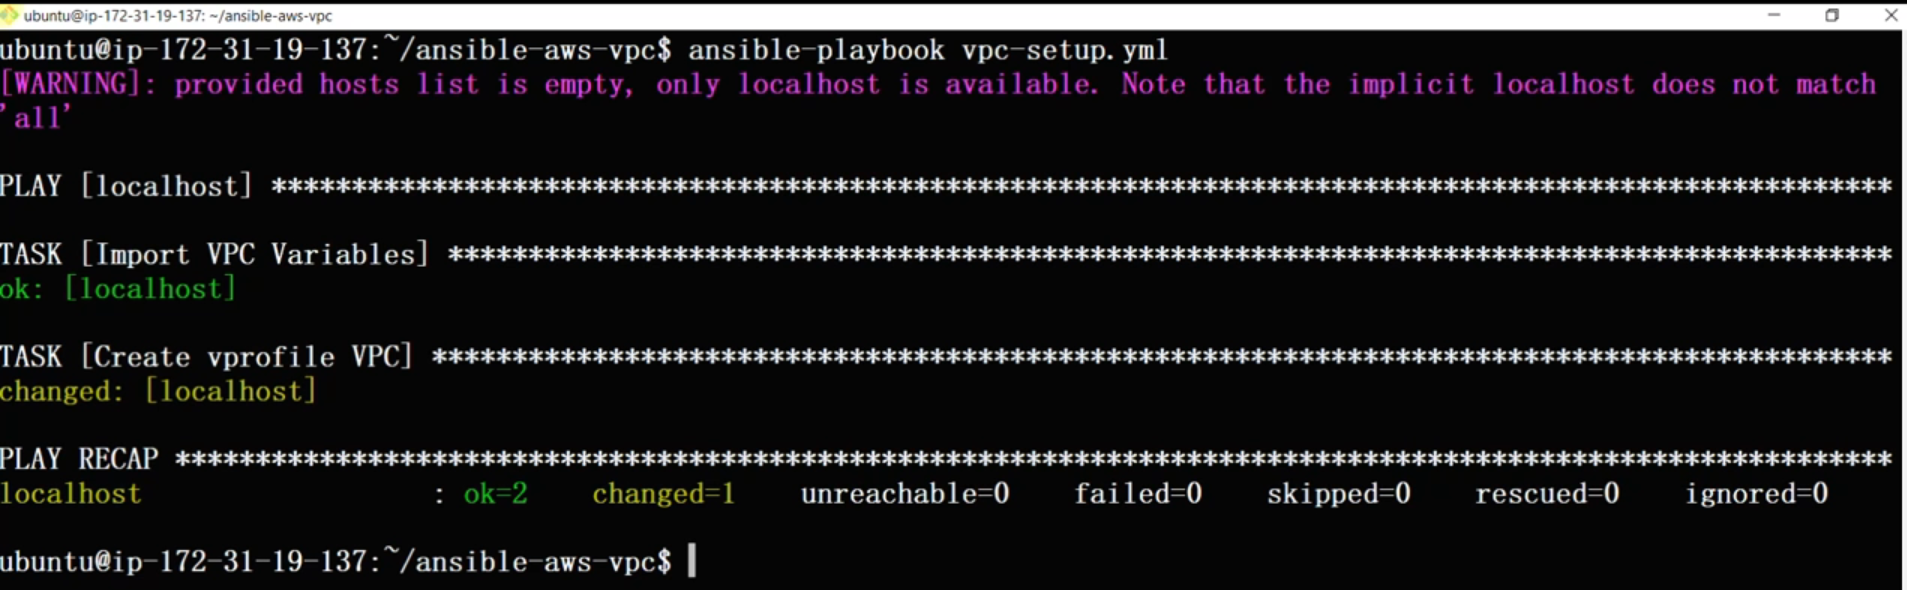 ubuntu@ip-172-31-19-137: ~/ansible-aws-vpc
ubuntu@ip-172-31-19-137:~/ansible-aws-vpc$ ansible-playbook vpc-setup.yml
[WARNING]: provided hosts list is empty, only localhost is available. Note that the implicit localhost does not match
'all'
PLAY [localhost] *****************************************************************************************************
TASK [Import VPC Variables] ******************************************************************************************
ok: [localhost]
TASK [Create vprofile VPC] *******************************************************************************************
changed: [localhost]
PLAY RECAP ***********************************************************************************************************
localhost                  : ok=2    changed=1    unreachable=0    failed=0    skipped=0    rescued=0    ignored=0
ubuntu@ip-172-31-19-137:~/ansible-aws-vpc$